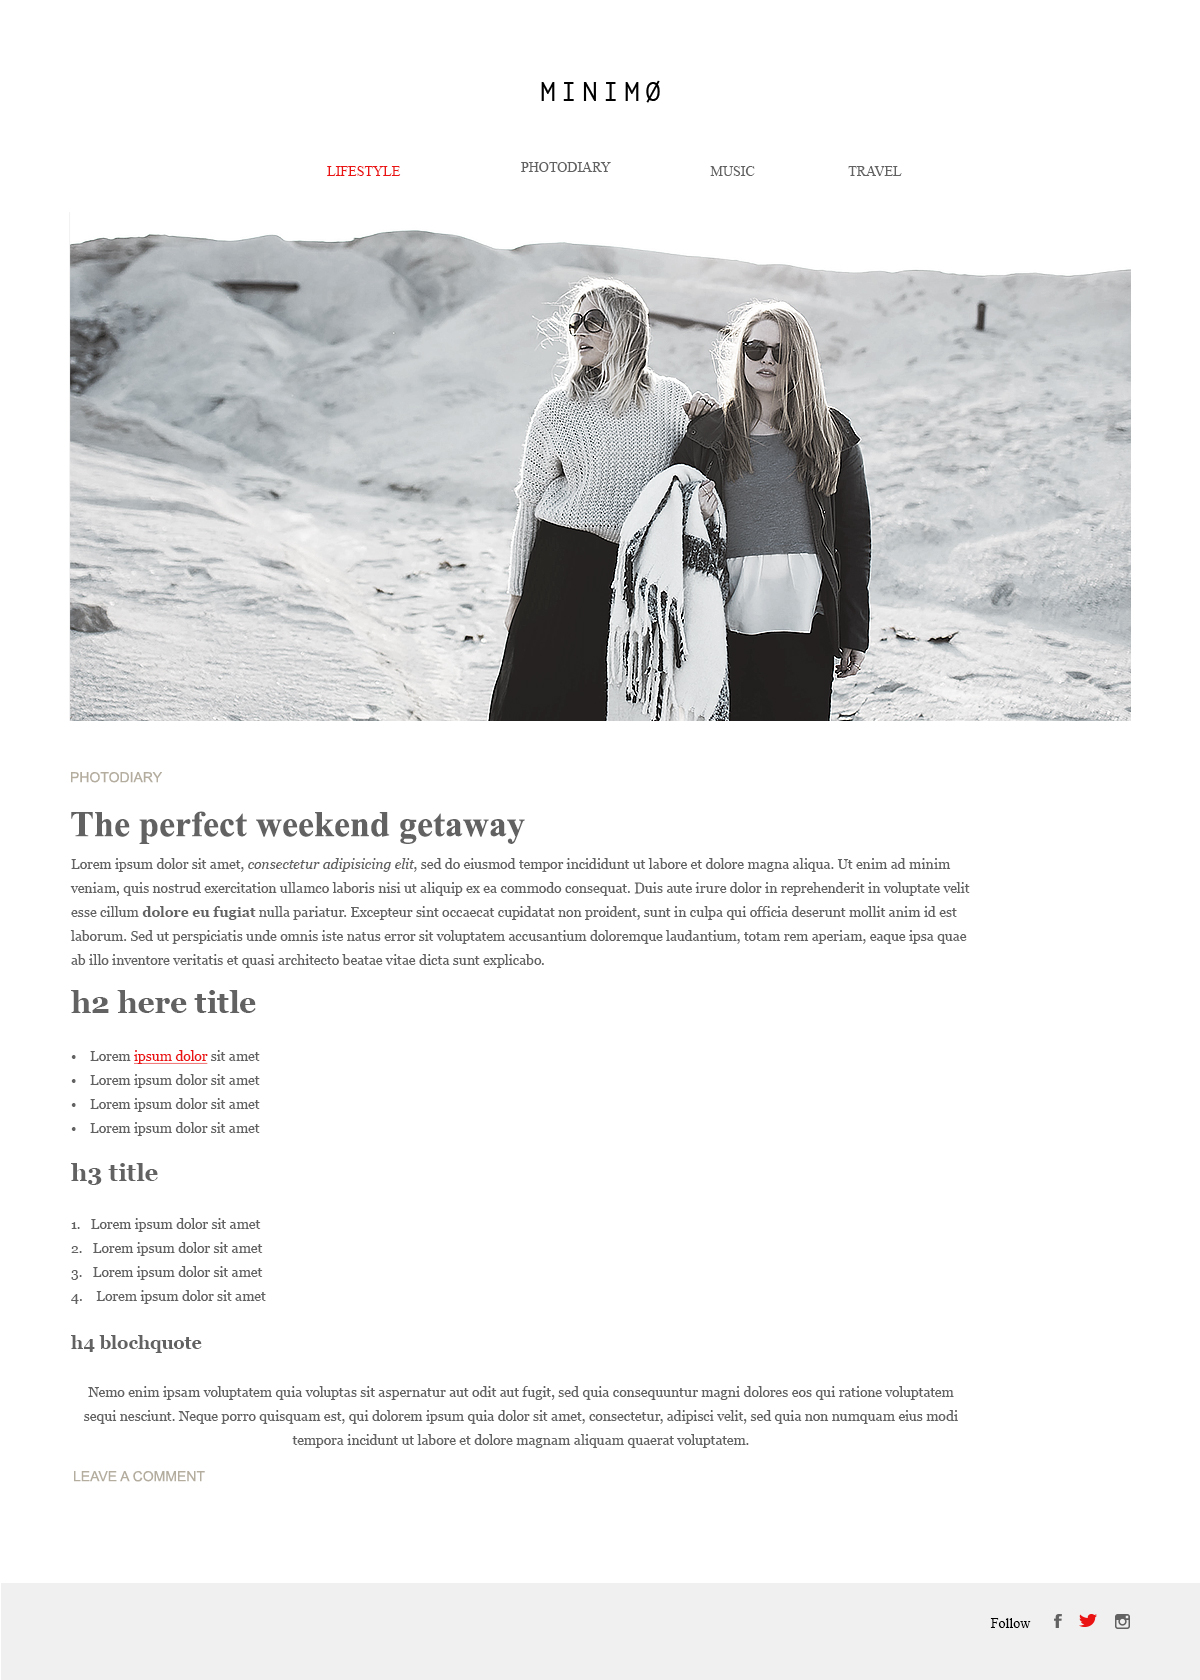 MINIMØ
LIFESTYLE PHOTODIARY MUSIC TRAVEL
PHOTODIARY
The perfect weekend getaway
Lorem ipsum dolor sit amet, consectetur adipisicing elit, sed do eiusmod tempor incididunt ut labore et dolore magna aliqua. Ut enim ad minim
veniam, quis nostrud exercitation ullamco laboris nisi ut aliquip ex ea commodo consequat. Duis aute irure dolor in reprehenderit in voluptate velit
esse cillum dolore eu fugiat nulla pariatur. Excepteur sint occaecat cupidatat non proident, sunt in culpa qui officia deserunt mollit anim id est
laborum. Sed ut perspiciatis unde omnis iste natus error sit voluptatem accusantium doloremque laudantium, totam rem aperiam, eaque ipsa quae
ab illo inventore veritatis et quasi architecto beatae vitae dicta sunt explicabo.
h2 here title
• Lorem ipsum dolor sit amet
• Lorem ipsum dolor sit amet
• Lorem ipsum dolor sit amet
• Lorem ipsum dolor sit amet
h3 title
1. Lorem ipsum dolor sit amet
2. Lorem ipsum dolor sit amet
3. Lorem ipsum dolor sit amet
4. Lorem ipsum dolor sit amet
h4 blochquote
Nemo enim ipsam voluptatem quia voluptas sit aspernatur aut odit aut fugit, sed quia consequuntur magni dolores eos qui ratione voluptatem
sequi nesciunt. Neque porro quisquam est, qui dolorem ipsum quia dolor sit amet, consectetur, adipisci velit, sed quia non numquam eius modi
tempora incidunt ut labore et dolore magnam aliquam quaerat voluptatem.
LEAVE A COMMENT
Follow